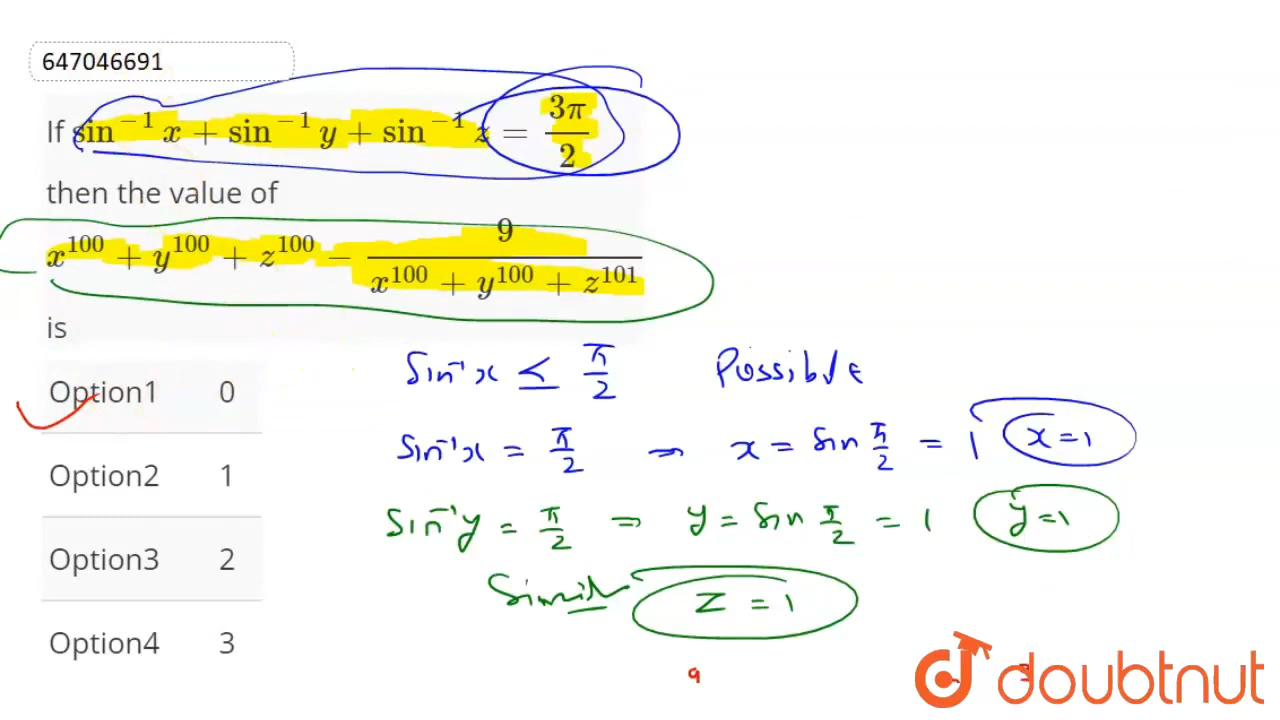 647046691
If sin⁻¹ x + sin⁻¹ y + sin⁻¹ z = 3π/2
then the value of
x¹⁰⁰ + y¹⁰⁰ + z¹⁰⁰ − 9/(x¹⁰⁰ + y¹⁰⁰ + z¹⁰¹)
is
Option1 0
Option2 1
Option3 2
Option4 3
Sin⁻¹x ≤ π/2 Possible
Sin⁻¹x = π/2 ⇒ x = Sin π/2 = 1 x=1
Sin⁻¹y = π/2 ⇒ y = Sin π/2 = 1 y=1
z = 1
9
doubtnut